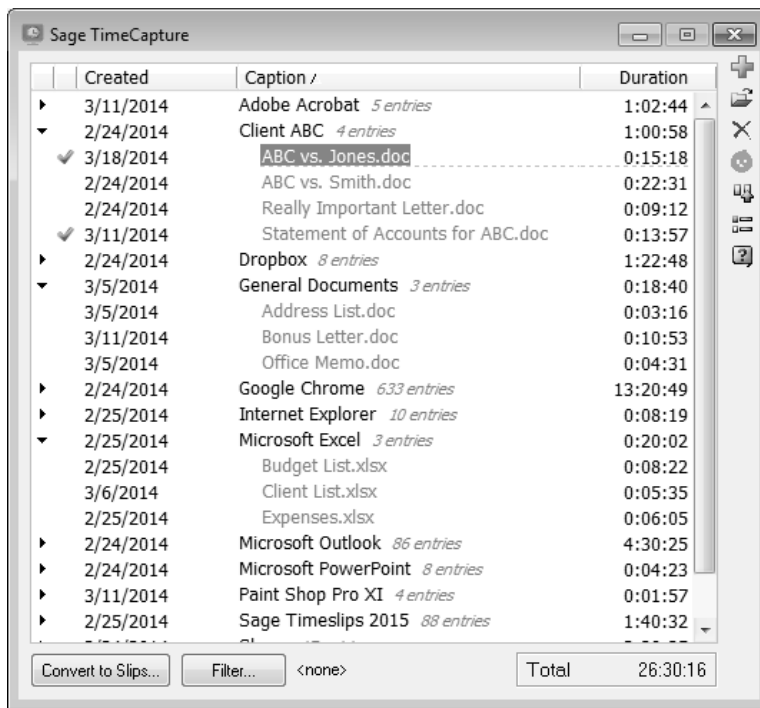 Sage TimeCapture
Created Caption / Duration
3/11/2014 Adobe Acrobat 5 entries 1:02:44
2/24/2014 Client ABC 4 entries 1:00:58
3/18/2014 ABC vs. Jones.doc 0:15:18
2/24/2014 ABC vs. Smith.doc 0:22:31
2/24/2014 Really Important Letter.doc 0:09:12
3/11/2014 Statement of Accounts for ABC.doc 0:13:57
2/24/2014 Dropbox 8 entries 1:22:48
3/5/2014 General Documents 3 entries 0:18:40
3/5/2014 Address List.doc 0:03:16
3/11/2014 Bonus Letter.doc 0:10:53
3/5/2014 Office Memo.doc 0:04:31
2/24/2014 Google Chrome 633 entries 13:20:49
2/25/2014 Internet Explorer 10 entries 0:08:19
2/25/2014 Microsoft Excel 3 entries 0:20:02
2/25/2014 Budget List.xlsx 0:08:22
3/6/2014 Client List.xlsx 0:05:35
2/25/2014 Expenses.xlsx 0:06:05
2/24/2014 Microsoft Outlook 86 entries 4:30:25
2/24/2014 Microsoft PowerPoint 8 entries 0:04:23
3/11/2014 Paint Shop Pro XI 4 entries 0:01:57
2/25/2014 Sage Timeslips 2015 88 entries 1:40:32
Convert to Slips... Filter... <none> Total 26:30:16